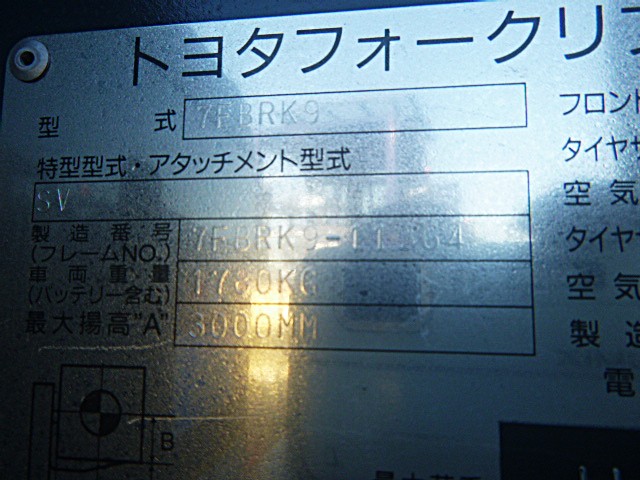 トヨタフォークリフ
型 式 7FBRK9
フロント
特型型式・アタッチメント型式
タイヤサ
SV
空気
製造番号
(フレームNO.)
タイヤサ
車両重量
(バッテリー含む)
空気
最大揚高"A" 3000MM
製造
電
B